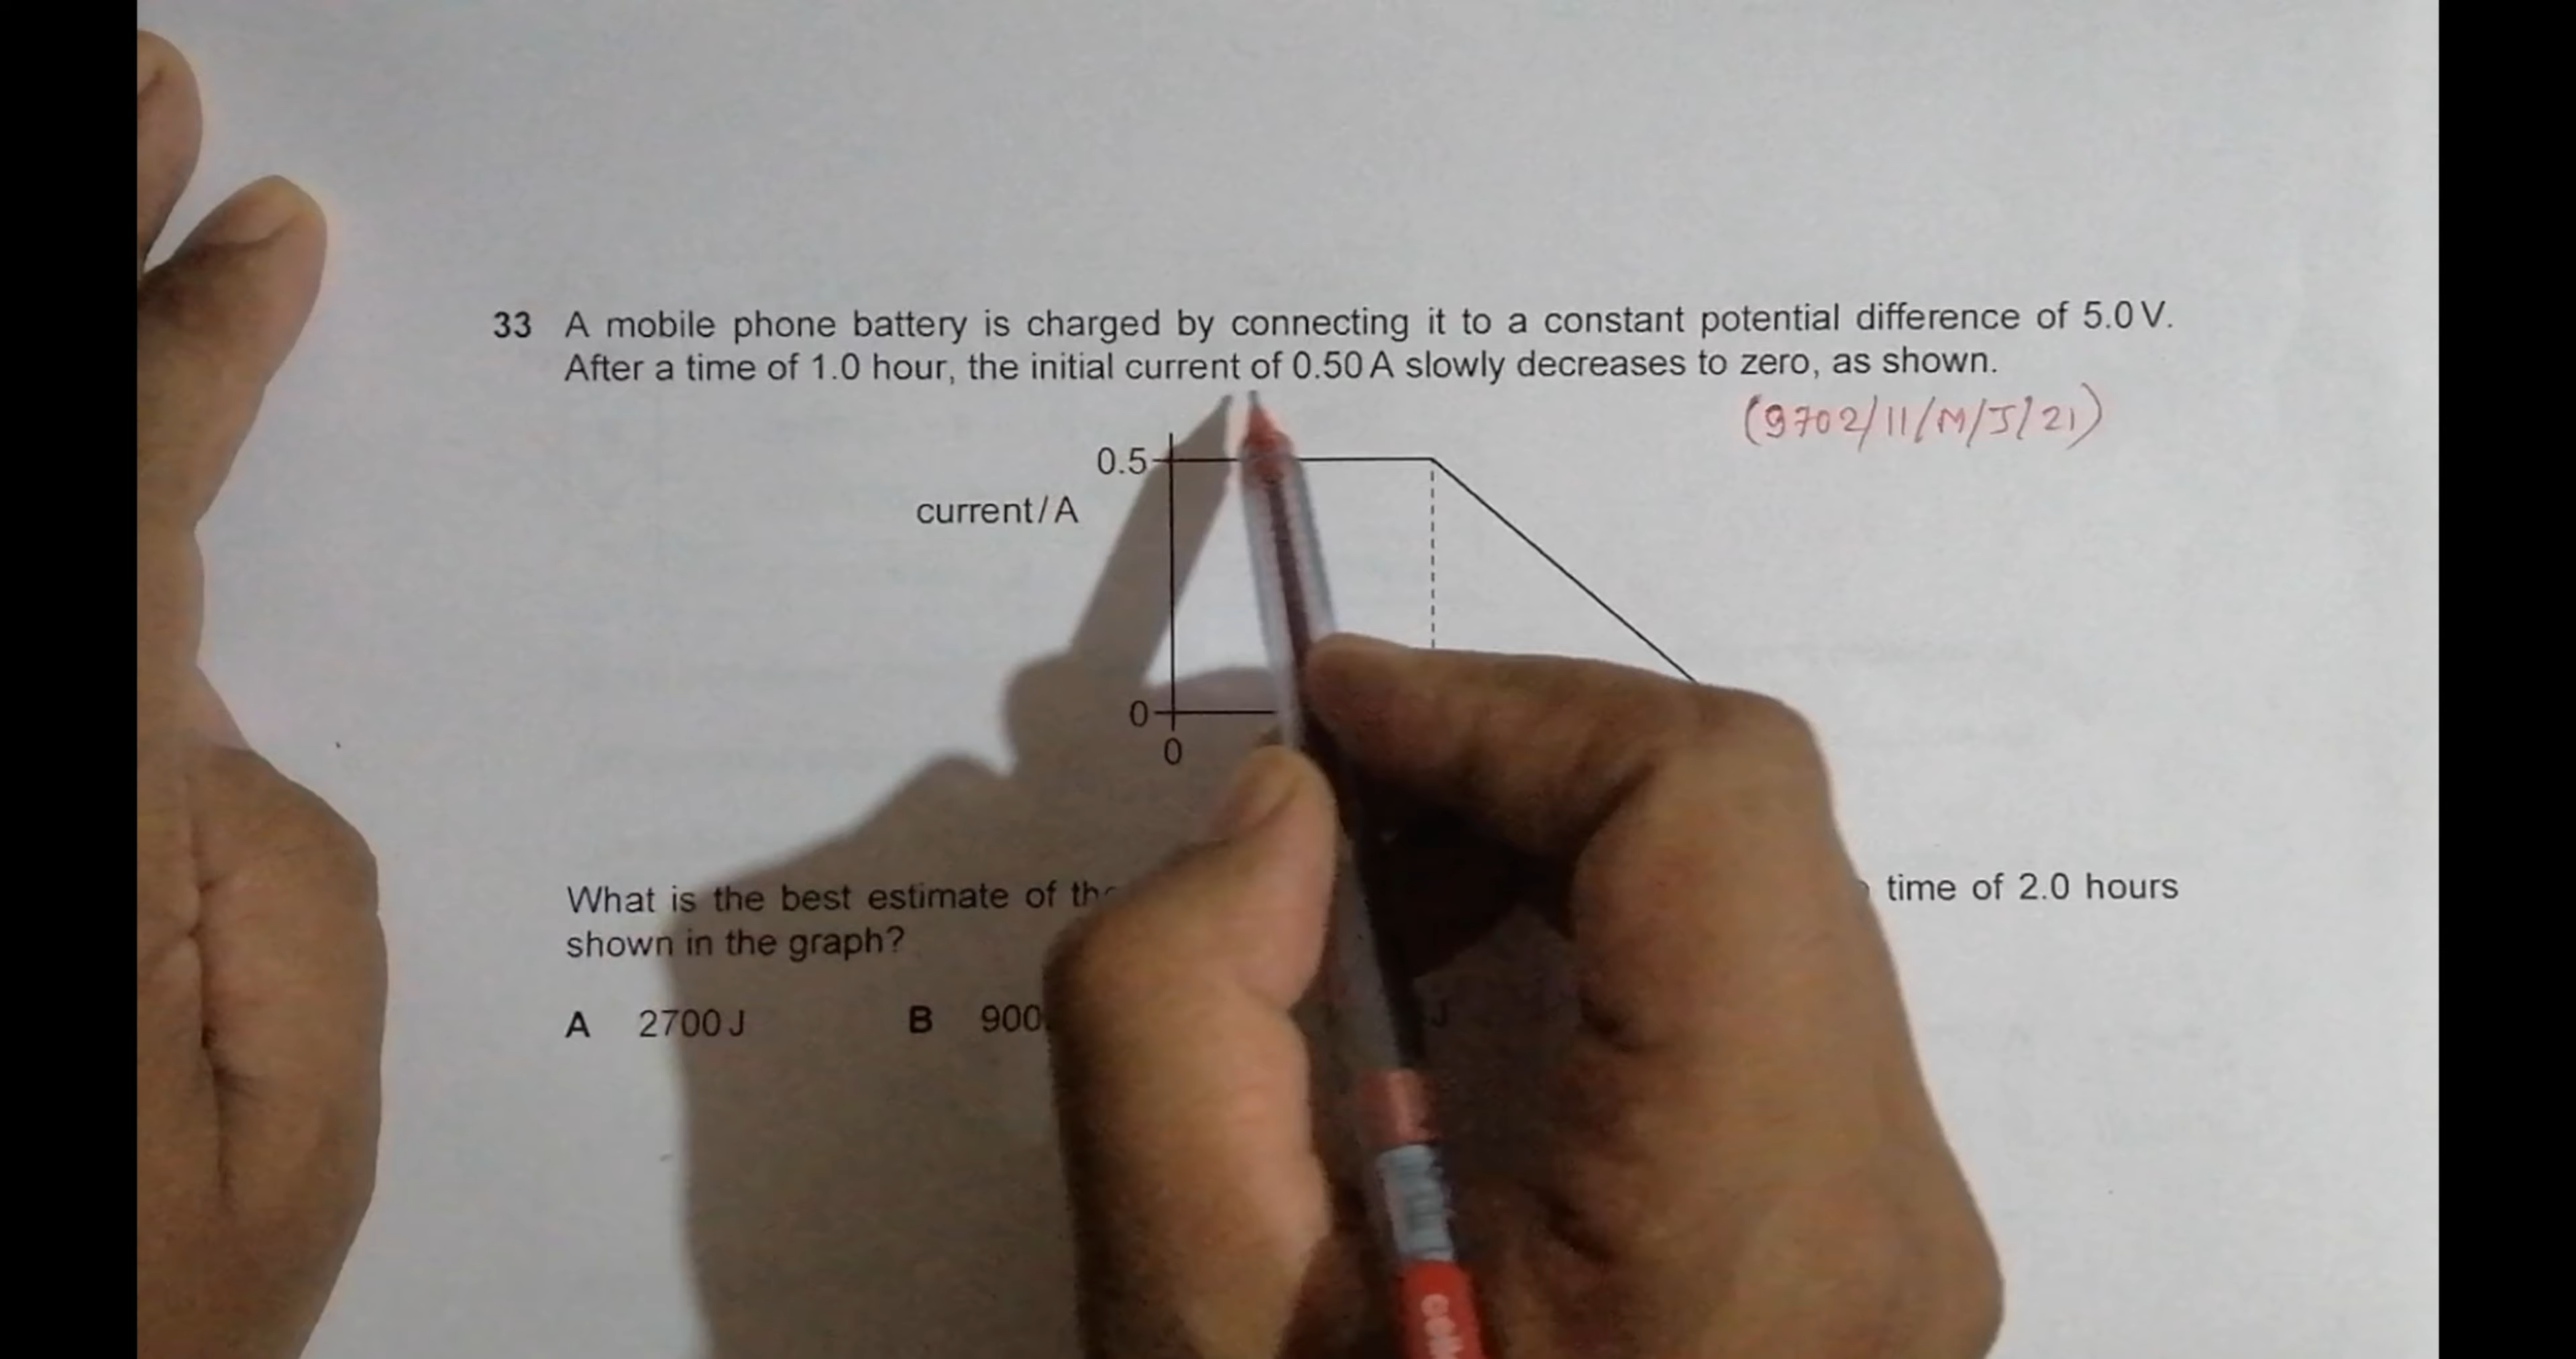 33 A mobile phone battery is charged by connecting it to a constant potential difference of 5.0 V.
After a time of 1.0 hour, the initial current of 0.50 A slowly decreases to zero, as shown.
(9702/11/M/J/21)
0.5
current/A
0
0
What is the best estimate of time of 2.0 hours
shown in the graph?
A 2700 J B 900
J